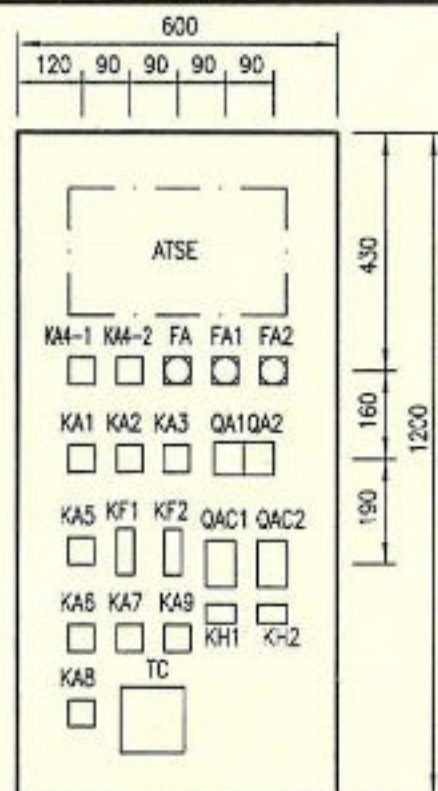 600
120 90 90 90 90
ATSE
430
KA4-1 KA4-2 FA FA1 FA2
160
1200
KA1 KA2 KA3 QA1QA2
190
KA5 KF1 KF2 QAC1 QAC2
KA6 KA7 KA9
KH1 KH2
KA8 TC